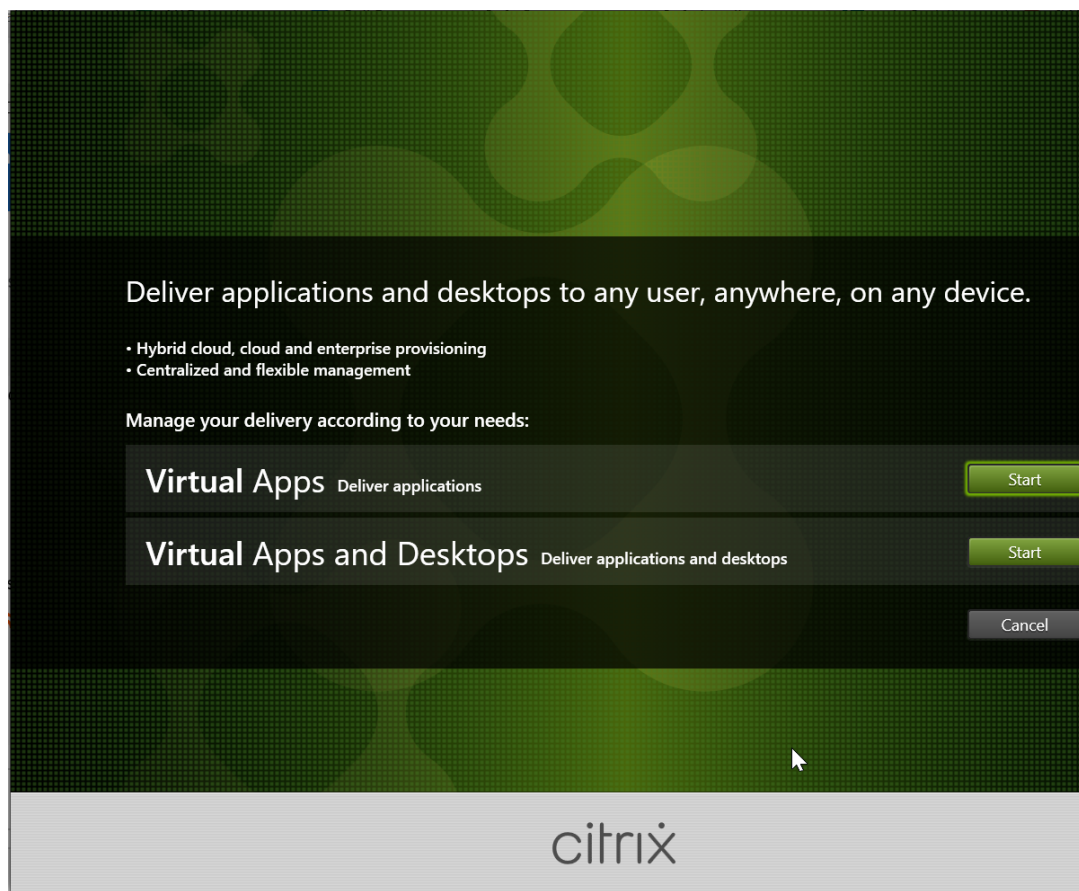 Deliver applications and desktops to any user, anywhere, on any device.
• Hybrid cloud, cloud and enterprise provisioning
• Centralized and flexible management
Manage your delivery according to your needs:
Virtual Apps Deliver applications
Start
Virtual Apps and Desktops Deliver applications and desktops
Start
Cancel
citrix